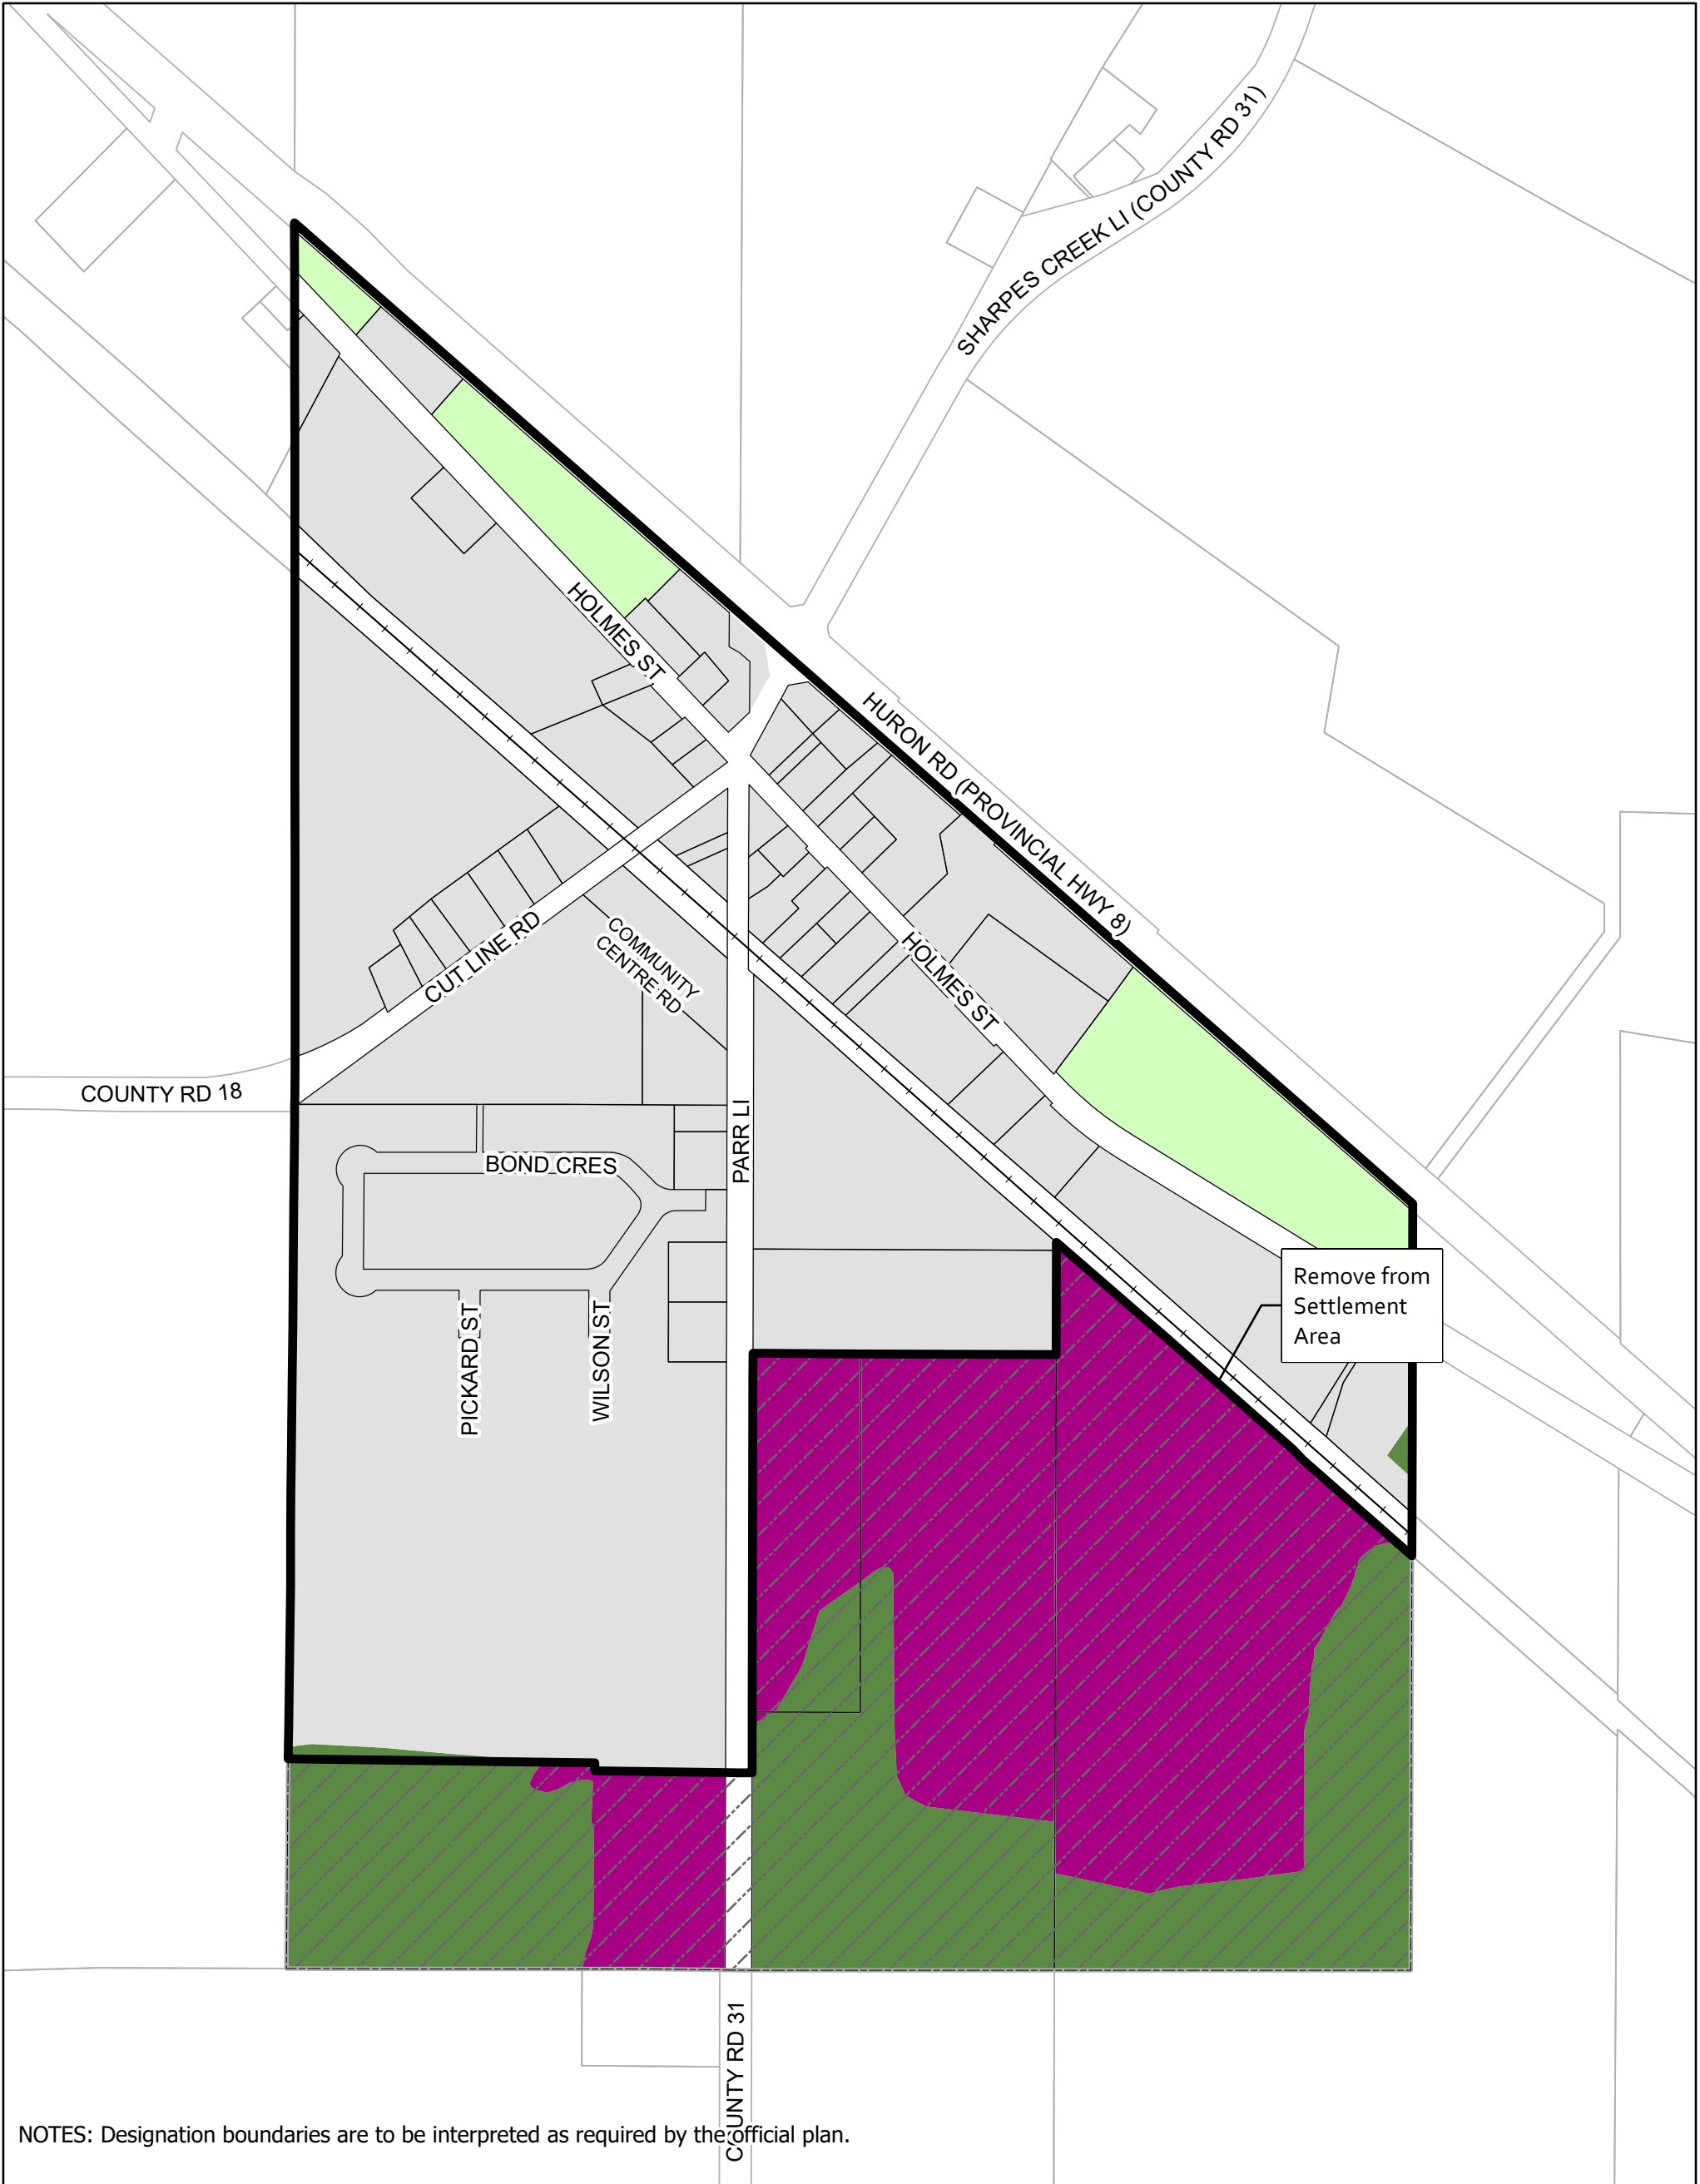 SHARPES CREEK LI (COUNTY RD 31)
HOLMES ST
HURON RD (PROVINCIAL HWY 8)
CUT LINE RD
COMMUNITY
CENTRE RD
HOLMES ST
COUNTY RD 18
PARR LI
BOND CRES
Remove from
Settlement
Area
PICKARD ST
WILSON ST
COUNTY RD 31
NOTES: Designation boundaries are to be interpreted as required by the official plan.